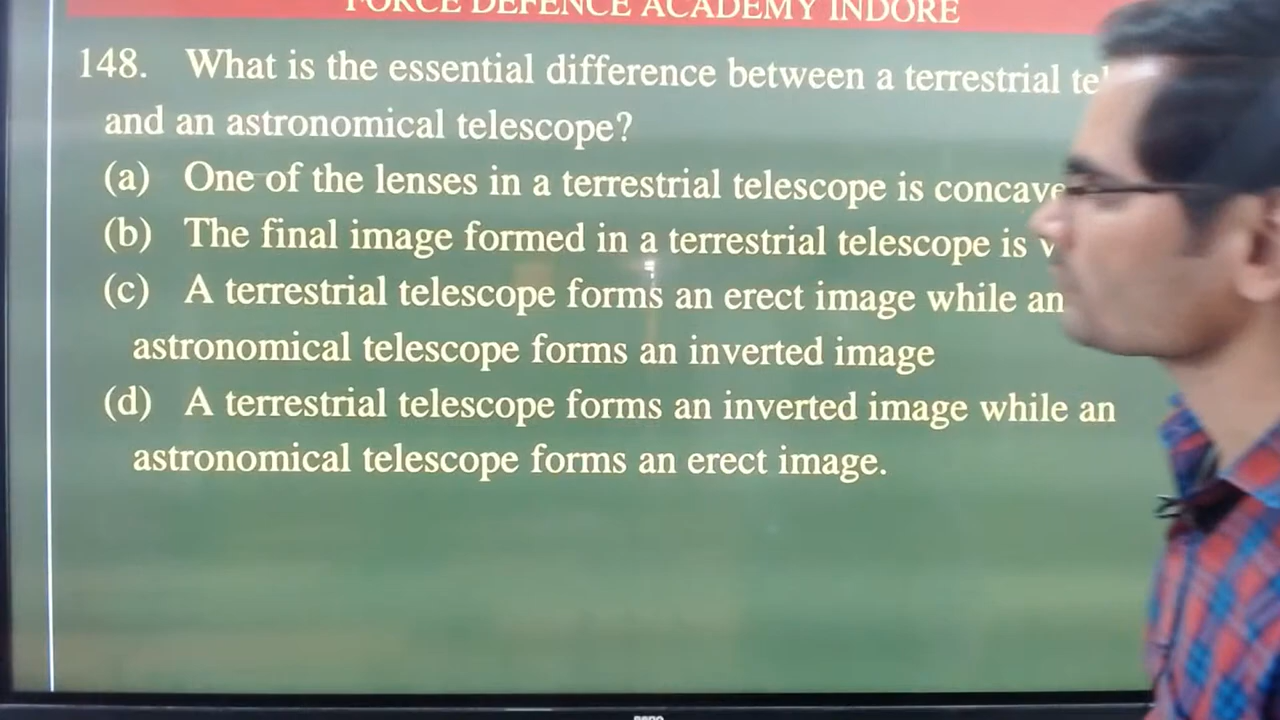 FORCE DEFENCE ACADEMY INDORE
148. What is the essential difference between a terrestrial
and an astronomical telescope?
(a) One of the lenses in a terrestrial telescope is concave
(b) The final image formed in a terrestrial telescope is
(c) A terrestrial telescope forms an erect image while an
astronomical telescope forms an inverted image
(d) A terrestrial telescope forms an inverted image while an
astronomical telescope forms an erect image.